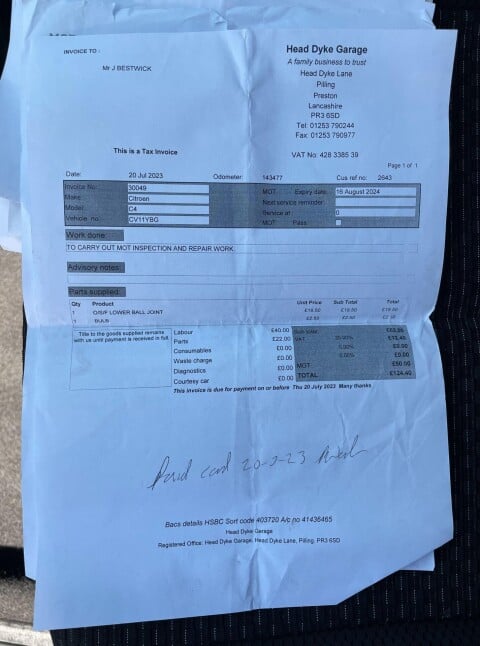 INVOICE TO :
Mr J BESTWICK
Head Dyke Garage
A family business to trust
Head Dyke Lane
Pilling
Preston
Lancashire
PR3 6SD
Tel: 01253 790244
Fax: 01253 790977
This is a Tax Invoice
VAT No: 428 3385 39
Page 1 of 1
Date: 20 Jul 2023 Odometer: 143477 Cus ref no: 2643
Invoice No: 30049 MOT Expiry date: 16 August 2024
Make: Citroen Next service reminder:
Model: C4 Service at 0
Vehicle no: CV11YBG MOT Pass:
Work done:
TO CARRY OUT MOT INSPECTION AND REPAIR WORK
Advisory notes:
Parts supplied:
Qty Product Unit Price Sub Total Total
1 O/S/F LOWER BALL JOINT £19.50 £19.50 £19.50
1 BULB £2.50 £2.50 £2.50
Title to the goods supplied remains
with us until payment is received in full.
Labour £40.00 Sub total £62.00
Parts £22.00 VAT 20.00% £12.40
Consumables £0.00 0.00% £0.00
Waste charge £0.00 0.00% £0.00
Diagnostics £0.00 MOT £50.00
Courtesy car £0.00 TOTAL £124.40
This invoice is due for payment on or before Thu 20 July 2023 Many thanks
Paid card 20-7-23
Bacs details HSBC Sort code 403720 A/c no 41436465
Head Dyke Garage
Registered Office: Head Dyke Garage, Head Dyke Lane, Pilling, PR3 6SD